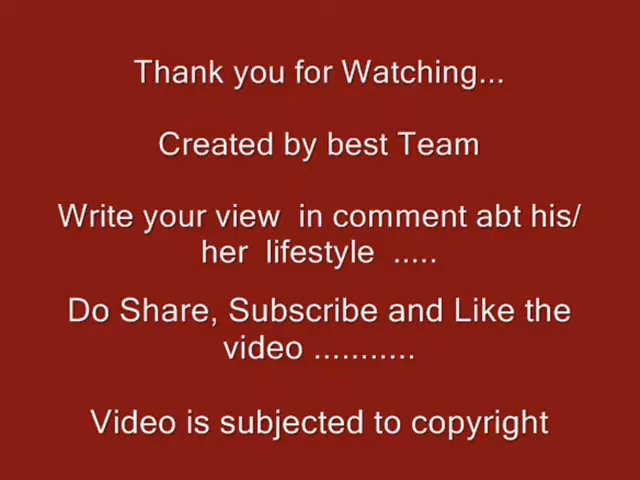 Thank you for Watching...
Created by best Team
Write your view  in comment abt his/
her  lifestyle  .....
Do Share, Subscribe and Like the
video ...........
Video is subjected to copyright